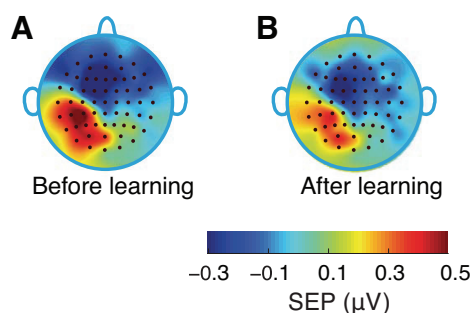 A B
Before learning After learning
−0.3 −0.1 0.1 0.3 0.5
SEP (μV)